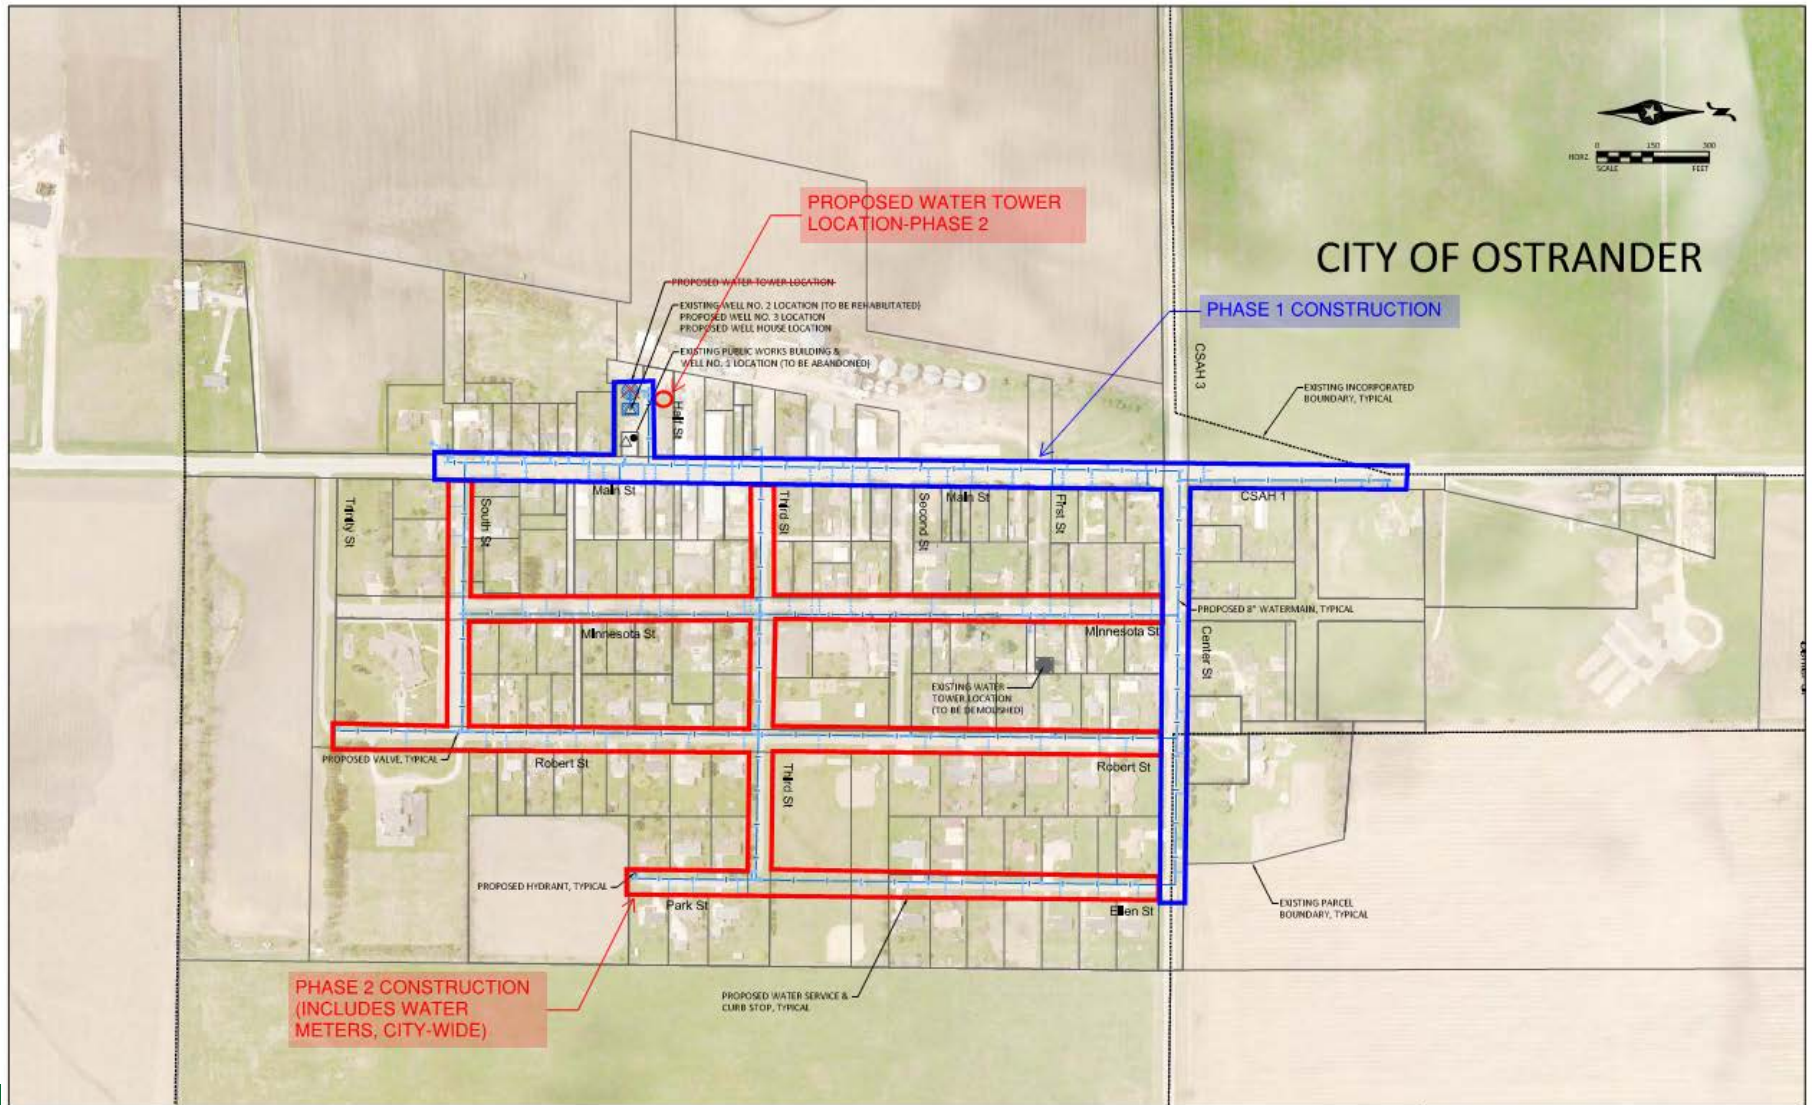 HORZ.
0 150 300
SCALE FEET
PROPOSED WATER TOWER
LOCATION-PHASE 2
CITY OF OSTRANDER
PROPOSED WATER TOWER LOCATION
EXISTING WELL NO. 2 LOCATION (TO BE REHABILITATED)
PROPOSED WELL NO. 3 LOCATION
PROPOSED WELL HOUSE LOCATION
PHASE 1 CONSTRUCTION
EXISTING PUBLIC WORKS BUILDING &
WELL NO. 1 LOCATION (TO BE ABANDONED)
CSAH 3
EXISTING INCORPORATED
BOUNDARY, TYPICAL
Hall St
Main St
Main St
CSAH 1
Trinity St
South St
Third St
Second St
First St
PROPOSED 8" WATERMAIN, TYPICAL
Minnesota St
Minnesota St
Center St
EXISTING WATER
TOWER LOCATION
(TO BE DEMOLISHED)
PROPOSED VALVE, TYPICAL
Robert St
Robert St
Third St
PROPOSED HYDRANT, TYPICAL
Park St
Ellen St
EXISTING PARCEL
BOUNDARY, TYPICAL
PHASE 2 CONSTRUCTION
(INCLUDES WATER
METERS, CITY-WIDE)
PROPOSED WATER SERVICE &
CURB STOP, TYPICAL